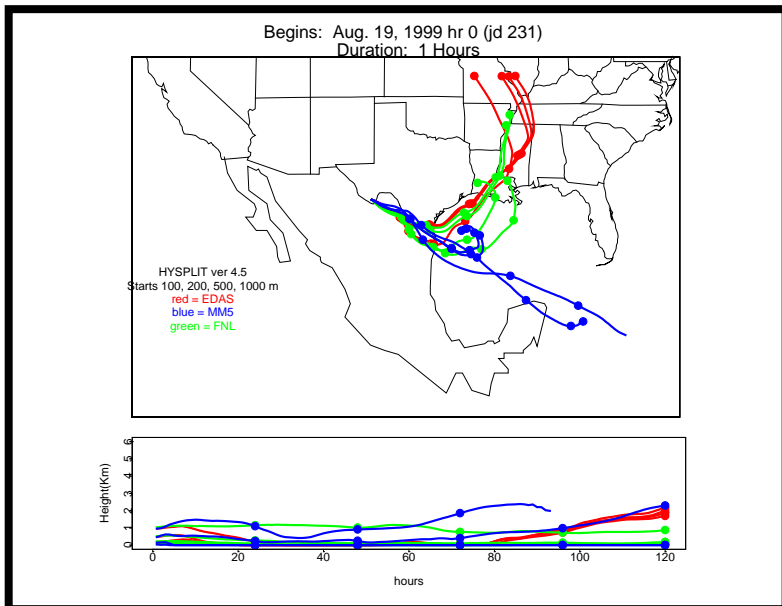 Begins:  Aug. 19, 1999 hr 0 (jd 231)
Duration:  1 Hours
HYSPLIT ver 4.5
Starts 100, 200, 500, 1000 m
red = EDAS
blue = MM5
green = FNL
Height(Km)
6
5
4
3
2
1
0
0 20 40 60 80 100 120
hours